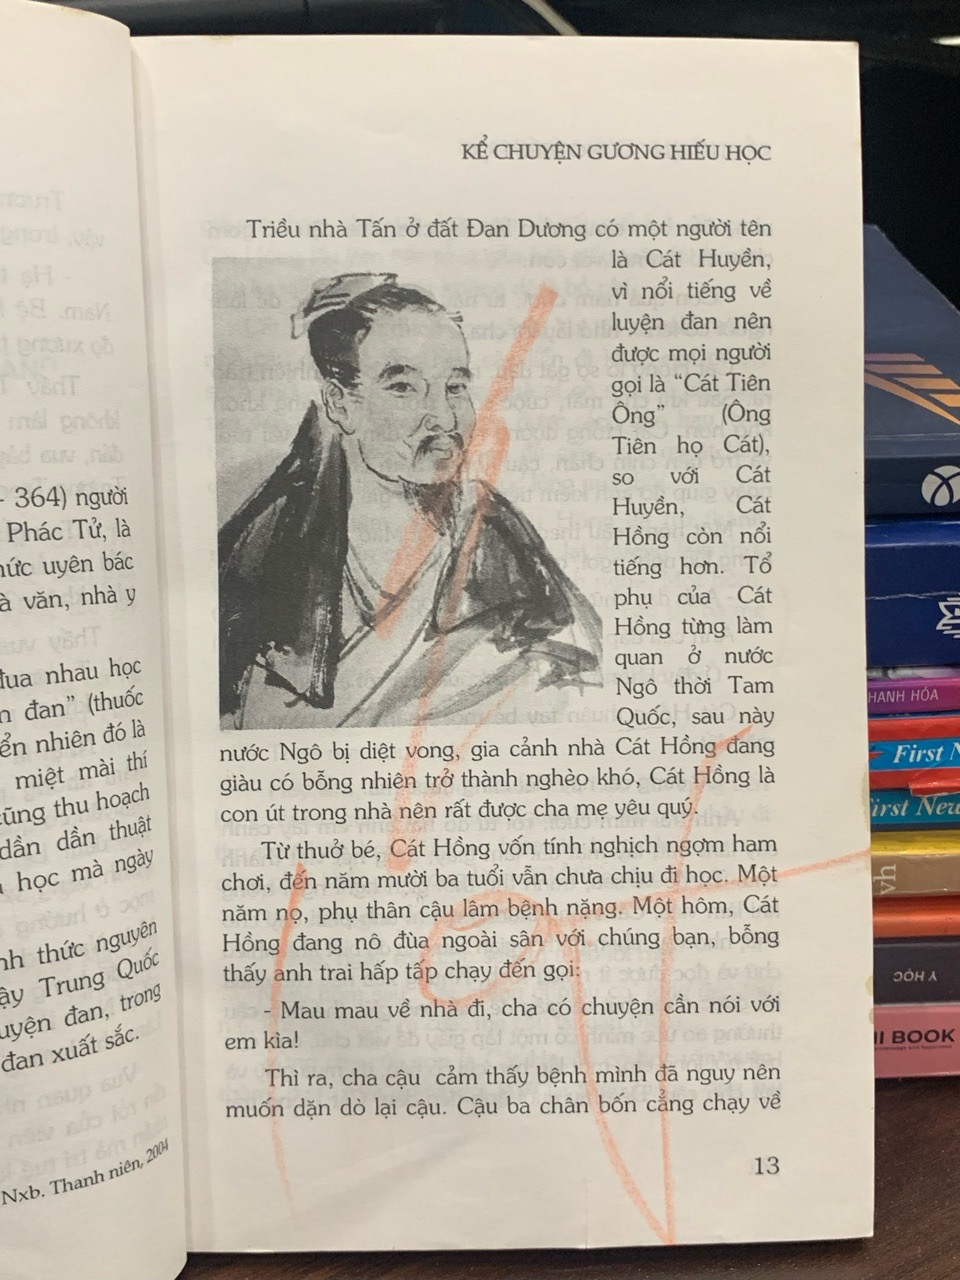 - 364) người
Phác Tử, là
uyên bác
văn, nhà y
nhau học
đan" (thuốc
nhiên đó là
miệt mài thí
cũng thu hoạch
dần dần thuật
học mà ngày
thức nguyên
Trung Quốc
đan, trong
đan xuất sắc.
Nxb. Thanh niên, 2004
KỂ CHUYỆN GƯƠNG HIẾU HỌC
Triều nhà Tấn ở đất Đan Dương có một người tên
là Cát Huyền,
vì nổi tiếng về
luyện đan nên
được mọi người
gọi là “Cát Tiên
Ông” (Ông
Tiên họ Cát),
so với Cát
Huyền, Cát
Hồng còn nổi
tiếng hơn. Tổ
phụ của Cát
Hồng từng làm
quan ở nước
Ngô thời Tam
Quốc, sau này
nước Ngô bị diệt vong, gia cảnh nhà Cát Hồng đang
giàu có bỗng nhiên trở thành nghèo khó, Cát Hồng là
con út trong nhà nên rất được cha mẹ yêu quý.
Từ thuở bé, Cát Hồng vốn tính nghịch ngợm ham
chơi, đến năm mười ba tuổi vẫn chưa chịu đi học. Một
năm nọ, phụ thân cậu lâm bệnh nặng. Một hôm, Cát
Hồng đang nô đùa ngoài sân với chúng bạn, bỗng
thấy anh trai hấp tấp chạy đến gọi:
- Mau mau về nhà đi, cha có chuyện cần nói với
em kìa!
Thì ra, cha cậu cảm thấy bệnh mình đã nguy nên
muốn dặn dò lại cậu. Cậu ba chân bốn cẳng chạy về
13
HANH HÓA
First
First New
vh
Y HỌC
BOOK